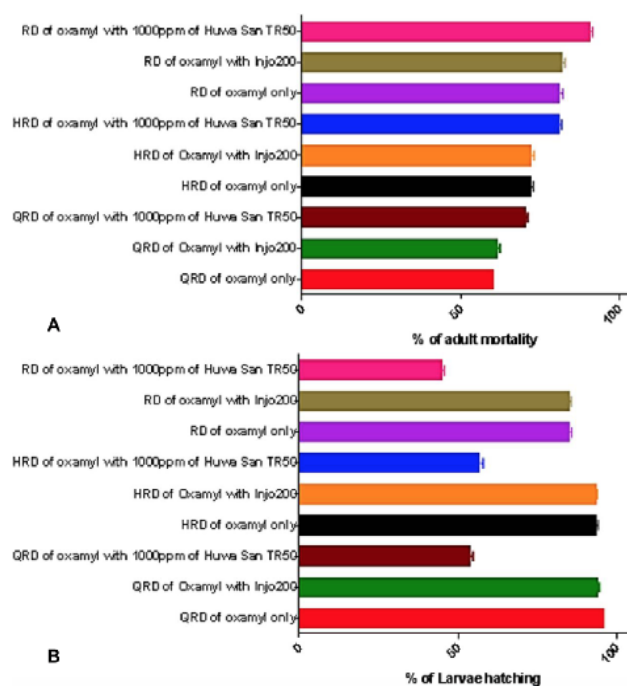 RD of oxamyl with 1000ppm of Huwa San TR50
RD of oxamyl with Injo200
RD of oxamyl only
HRD of oxamyl with 1000ppm of Huwa San TR50
HRD of Oxamyl with Injo200
HRD of oxamyl only
QRD of oxamyl with 1000ppm of Huwa San TR50
QRD of Oxamyl with Injo200
QRD of oxamyl only
0
50
100
A
% of adult mortality
RD of oxamyl with 1000ppm of Huwa San TR50
RD of oxamyl with Injo200
RD of oxamyl only
HRD of oxamyl with 1000ppm of Huwa San TR50
HRD of Oxamyl with Injo200
HRD of oxamyl only
QRD of oxamyl with 1000ppm of Huwa San TR50
QRD of Oxamyl with Injo200
QRD of oxamyl only
0
50
100
B
% of Larvae hatching